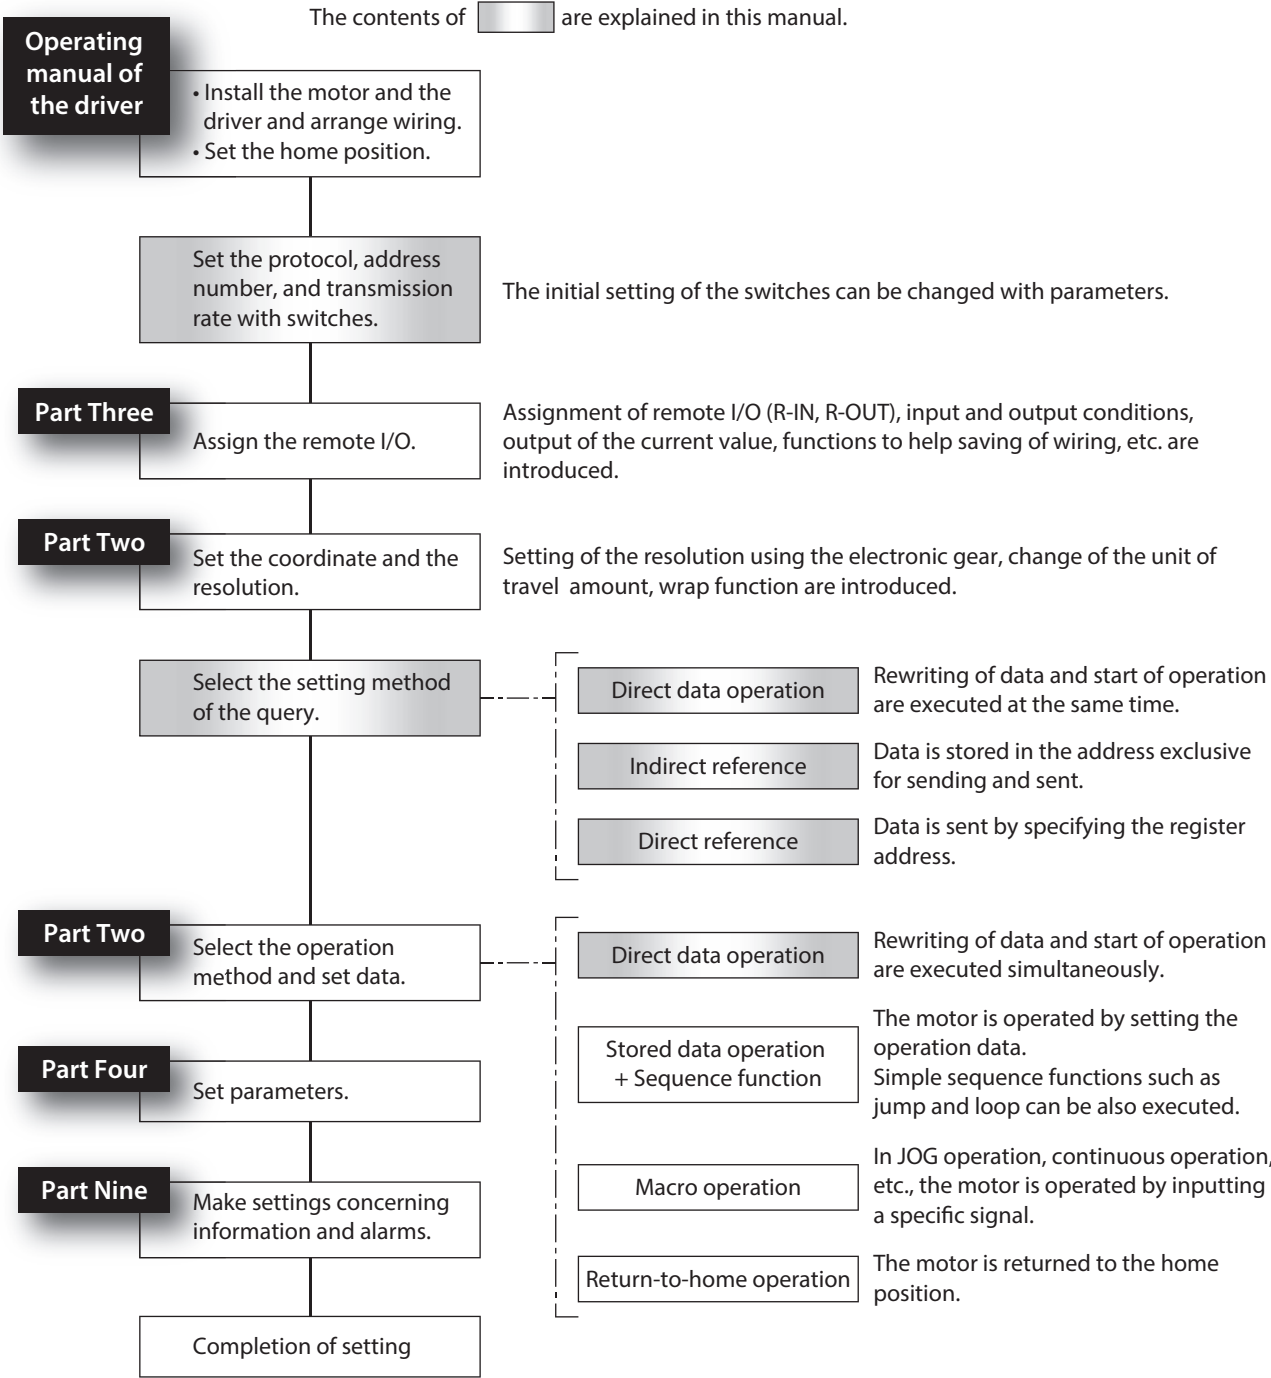 The contents of are explained in this manual.
Operating
manual of
the driver
• Install the motor and the
driver and arrange wiring.
• Set the home position.
Set the protocol, address
number, and transmission
rate with switches.
The initial setting of the switches can be changed with parameters.
Part Three
Assign the remote I/O.
Assignment of remote I/O (R-IN, R-OUT), input and output conditions,
output of the current value, functions to help saving of wiring, etc. are
introduced.
Part Two
Set the coordinate and the
resolution.
Setting of the resolution using the electronic gear, change of the unit of
travel amount, wrap function are introduced.
Select the setting method
of the query.
Direct data operation
Rewriting of data and start of operation
are executed at the same time.
Indirect reference
Data is stored in the address exclusive
for sending and sent.
Direct reference
Data is sent by specifying the register
address.
Part Two
Select the operation
method and set data.
Direct data operation
Rewriting of data and start of operation
are executed simultaneously.
Stored data operation
+ Sequence function
The motor is operated by setting the
operation data.
Simple sequence functions such as
jump and loop can be also executed.
Part Four
Set parameters.
Macro operation
In JOG operation, continuous operation,
etc., the motor is operated by inputting
a specific signal.
Part Nine
Make settings concerning
information and alarms.
Return-to-home operation
The motor is returned to the home
position.
Completion of setting